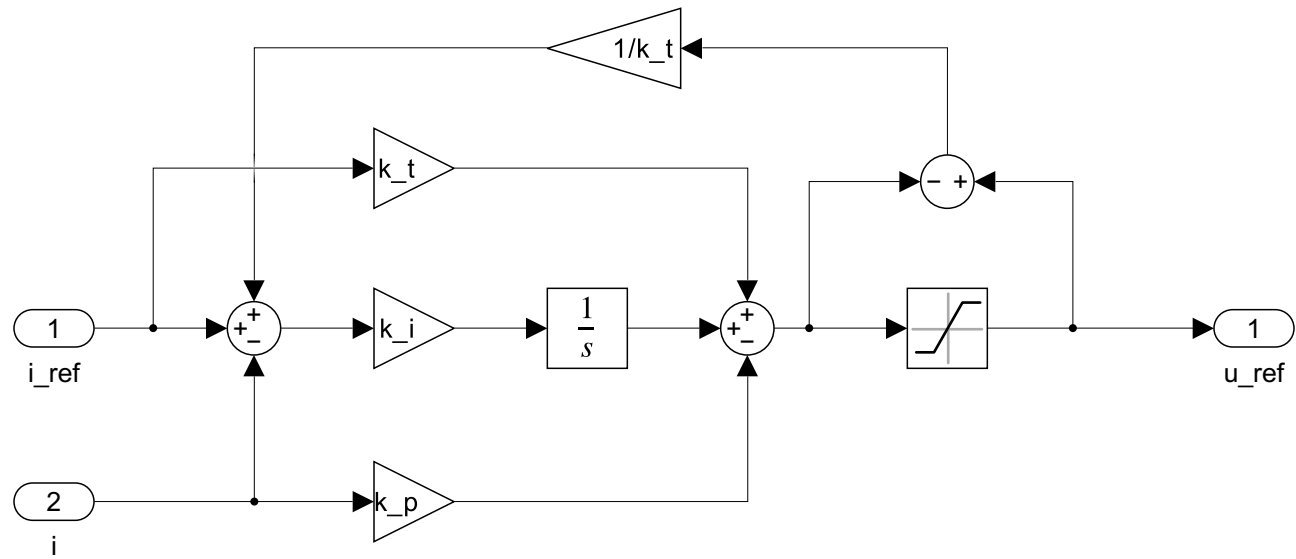 1/k_t
k_t
− +
+
1
+
−
k_i
1
s
+
+
−
1
i_ref
u_ref
2
k_p
i